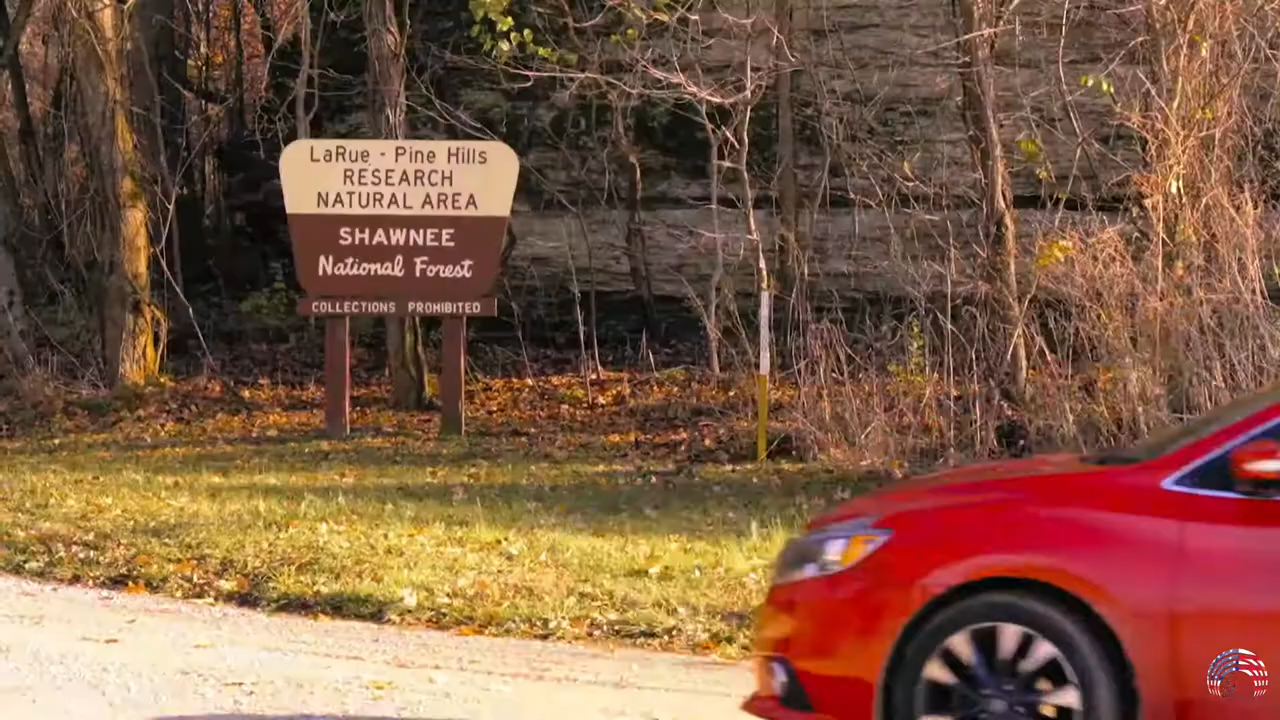 LaRue - Pine Hills
RESEARCH
NATURAL AREA
SHAWNEE
National Forest
COLLECTIONS PROHIBITED